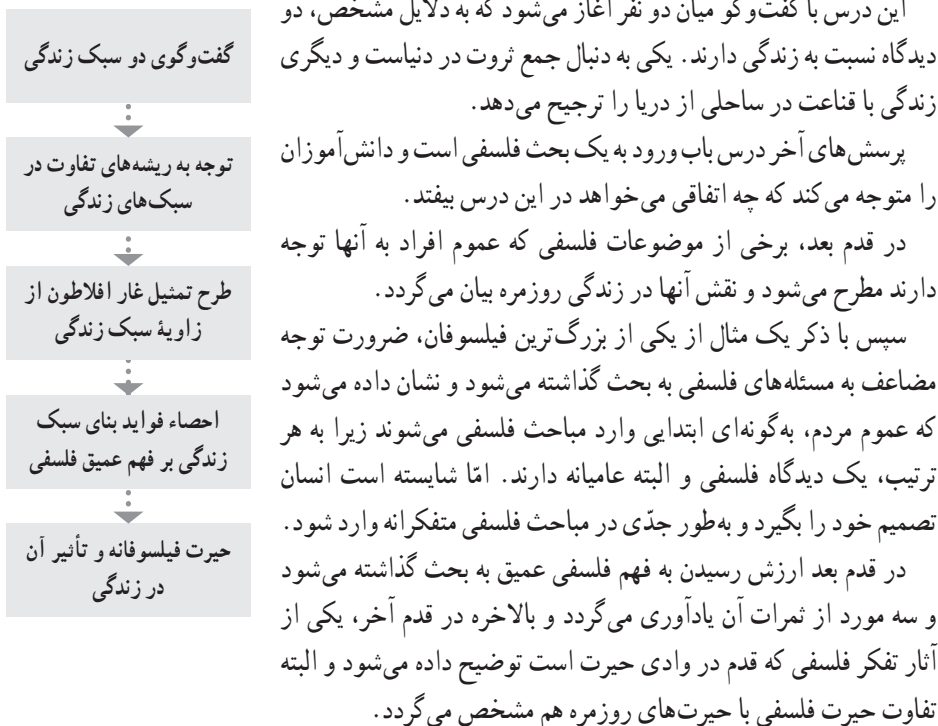 این درس با گفت‌وگو میان دو نفر آغاز می‌شود که به دلایل مشخص، دو
دیدگاه نسبت به زندگی دارند. یکی به دنبال جمع ثروت در دنیاست و دیگری
زندگی با قناعت در ساحلی از دریا را ترجیح می‌دهد.
پرسش‌های آخر درس باب ورود به یک بحث فلسفی است و دانش‌آموزان
را متوجه می‌کند که چه اتفاقی می‌خواهد در این درس بیفتد.
در قدم بعد، برخی از موضوعات فلسفی که عموم افراد به آنها توجه
دارند مطرح می‌شود و نقش آنها در زندگی روزمره بیان می‌گردد.
سپس با ذکر یک مثال از یکی از بزرگ‌ترین فیلسوفان، ضرورت توجه
مضاعف به مسئله‌های فلسفی به بحث گذاشته می‌شود و نشان داده می‌شود
که عموم مردم، به‌گونه‌ای ابتدایی وارد مباحث فلسفی می‌شوند زیرا به هر
ترتیب، یک دیدگاه فلسفی و البته عامیانه دارند. امّا شایسته است انسان
تصمیم خود را بگیرد و به‌طور جدّی در مباحث فلسفی متفکرانه وارد شود.
در قدم بعد ارزش رسیدن به فهم فلسفی عمیق به بحث گذاشته می‌شود
و سه مورد از ثمرات آن یادآوری می‌گردد و بالاخره در قدم آخر، یکی از
آثار تفکر فلسفی که قدم در وادی حیرت است توضیح داده می‌شود و البته
تفاوت حیرت فلسفی با حیرت‌های روزمره هم مشخص می‌گردد.
گفت‌وگوی دو سبک زندگی
توجه به ریشه‌های تفاوت در
سبک‌های زندگی
طرح تمثیل غار افلاطون از
زاویهٔ سبک زندگی
احصاء فواید بنای سبک
زندگی بر فهم عمیق فلسفی
حیرت فیلسوفانه و تأثیر آن
در زندگی